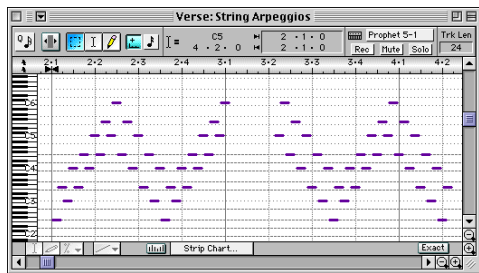 Verse: String Arpeggios
I = C5 2 · 1 · 0 Prophet 5-1 Trk Len
4 · 2 · 0 2 · 1 · 0 Rec Mute Solo 24
2·1 2·2 2·3 2·4 3·1 3·2 3·3 3·4 4·1 4·2
C6
C5
C4
C3
C2
I % Strip Chart... Exact